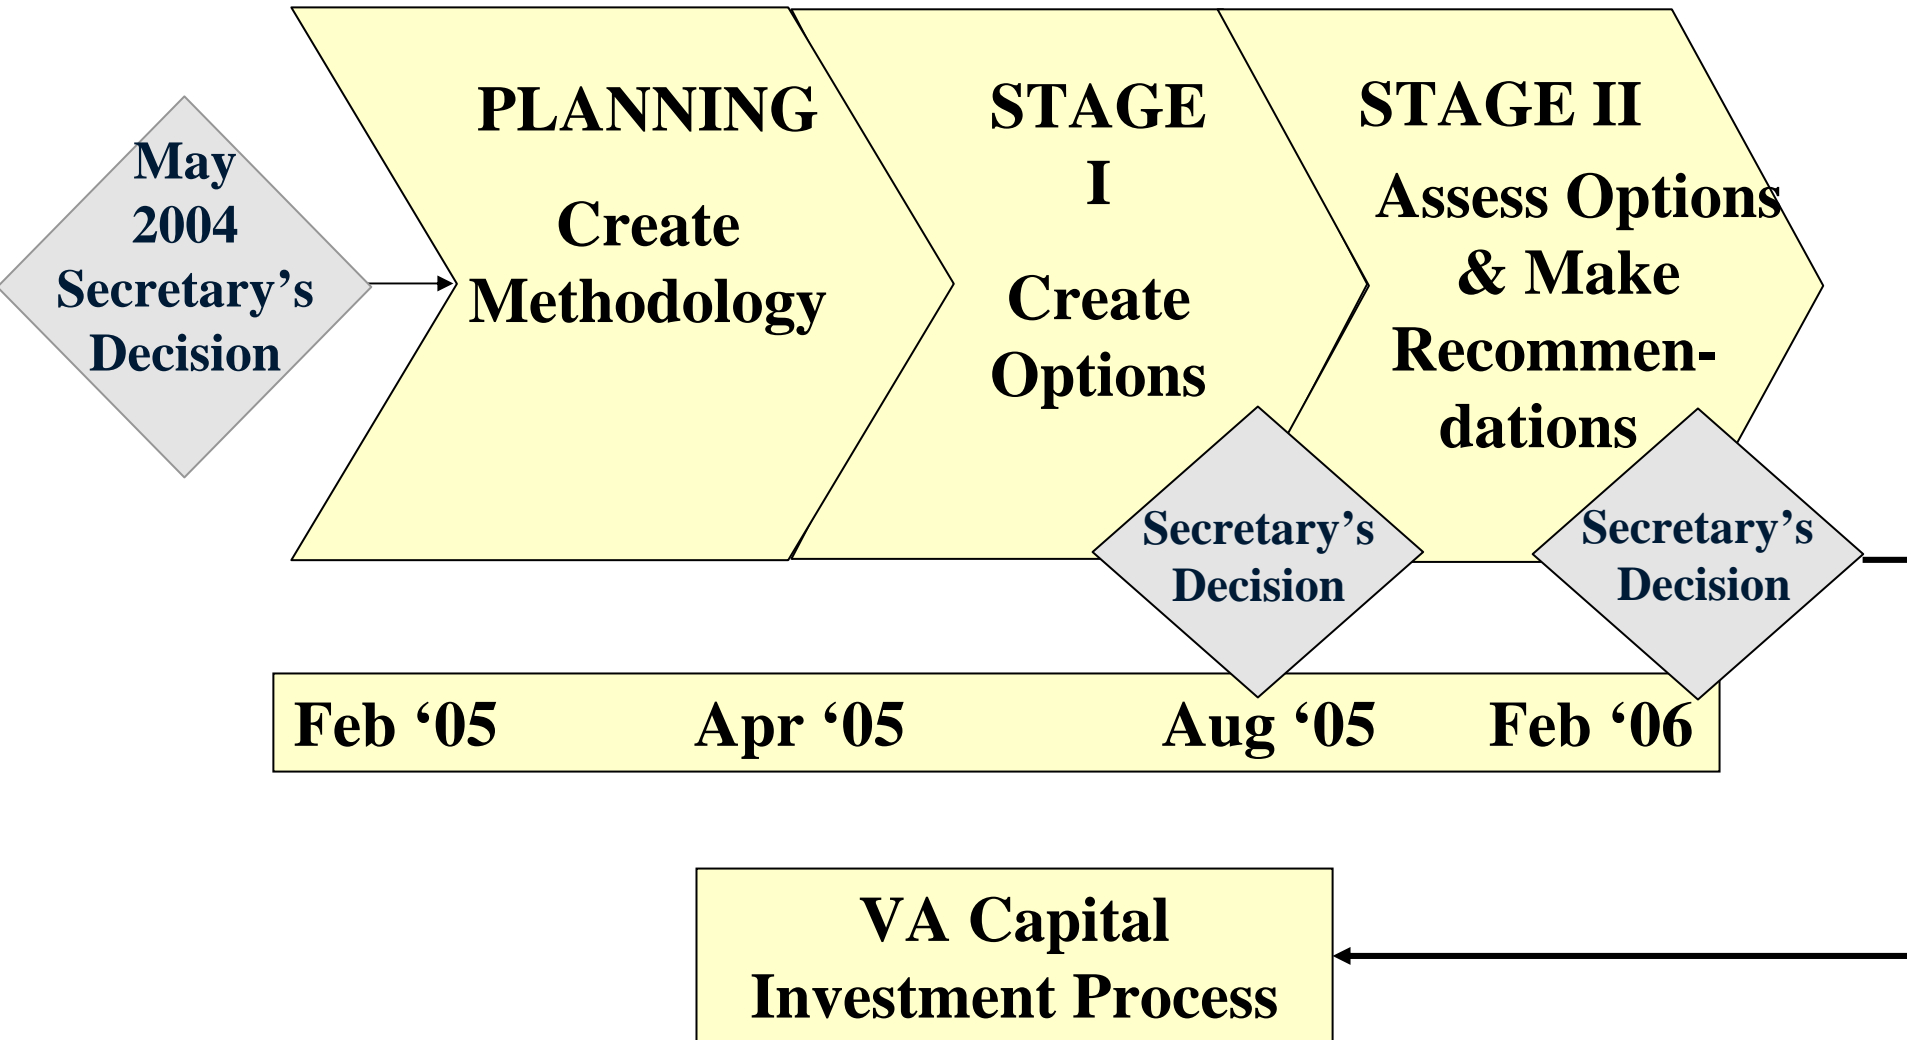 May
2004
Secretary’s
Decision
PLANNING
Create
Methodology
STAGE
I
Create
Options
STAGE II
Assess Options
& Make
Recommen-
dations
Secretary’s
Decision
Secretary’s
Decision
Feb ‘05 Apr ‘05 Aug ‘05 Feb ‘06
VA Capital
Investment Process